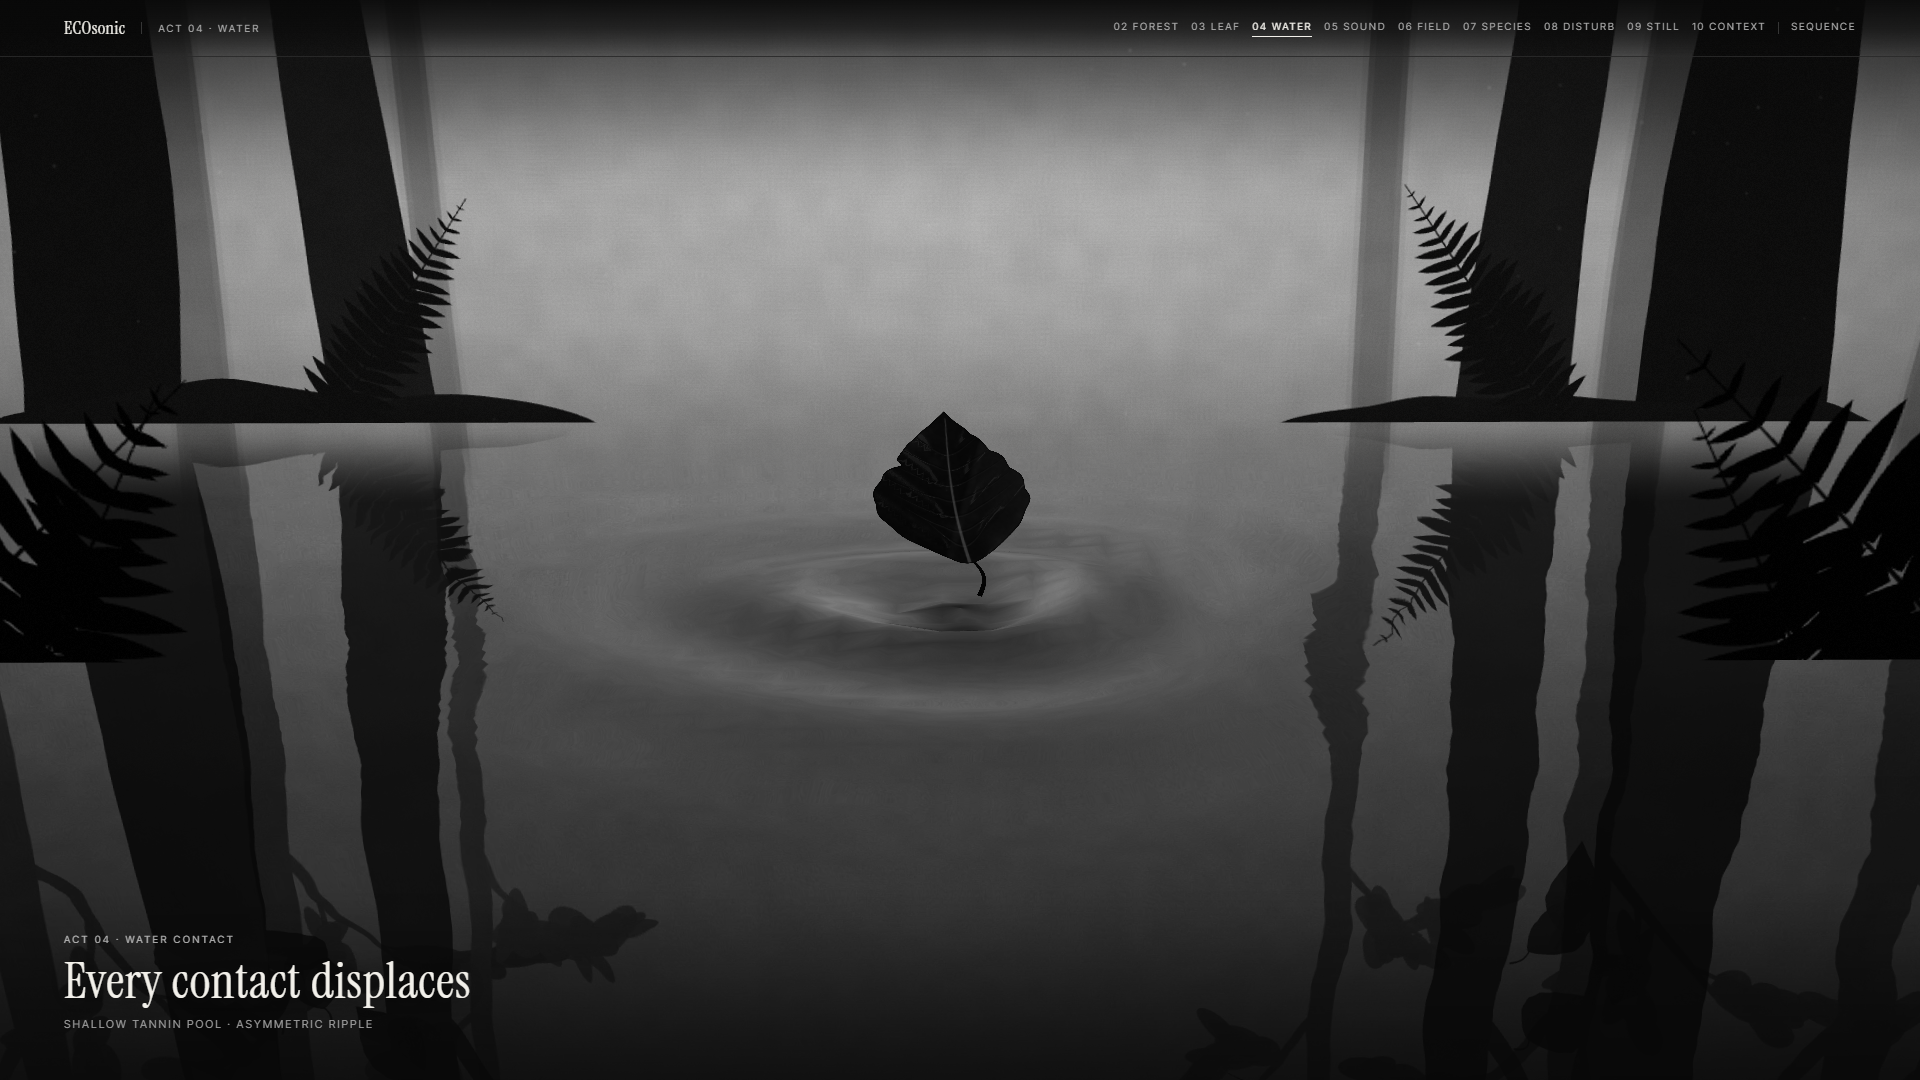 ECOsonic
ACT 04 · WATER
02 FOREST 03 LEAF 04 WATER 05 SOUND 06 FIELD 07 SPECIES 08 DISTURB 09 STILL 10 CONTEXT SEQUENCE
ACT 04 · WATER CONTACT
Every contact displaces
SHALLOW TANNIN POOL · ASYMMETRIC RIPPLE